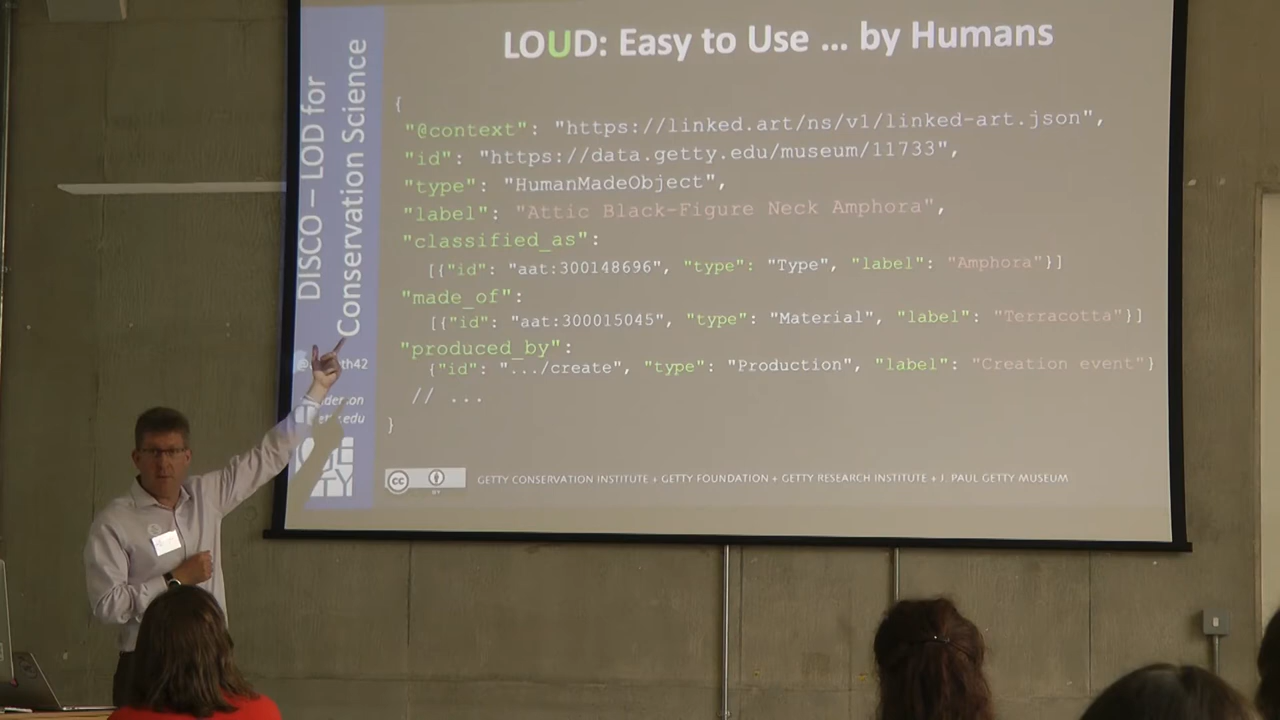 LOUD: Easy to Use ... by Humans
DISCO – LOD for
Conservation Science
{
"@context": "https://linked.art/ns/v1/linked-art.json",
"id": "https://data.getty.edu/museum/11733",
"type": "HumanMadeObject",
"label": "Attic Black-Figure Neck Amphora",
"classified_as":
[{"id": "aat:300148696", "type": "Type", "label": "Amphora"}]
"made_of":
[{"id": "aat:300015045", "type": "Material", "label": "Terracotta"}]
"produced_by":
{"id": ".../create", "type": "Production", "label": "Creation event"}
// ...
}
cc
GETTY CONSERVATION INSTITUTE + GETTY FOUNDATION + GETTY RESEARCH INSTITUTE + J. PAUL GETTY MUSEUM